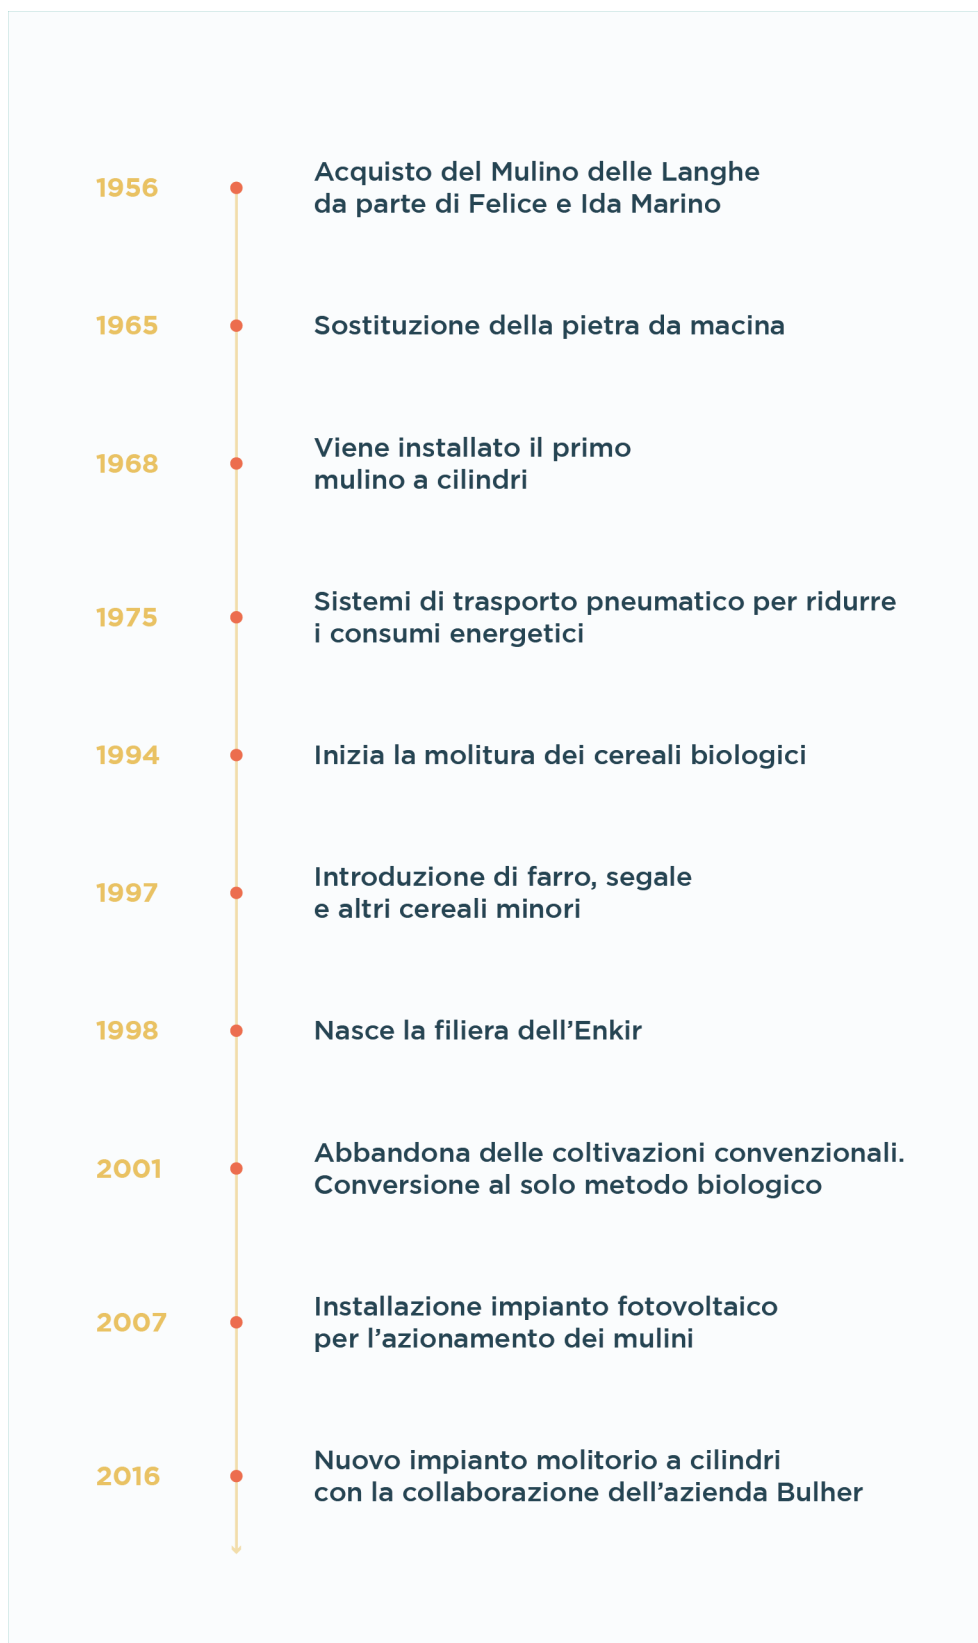 1956
Acquisto del Mulino delle Langhe
da parte di Felice e Ida Marino
1965
Sostituzione della pietra da macina
1968
Viene installato il primo
mulino a cilindri
1975
Sistemi di trasporto pneumatico per ridurre
i consumi energetici
1994
Inizia la molitura dei cereali biologici
1997
Introduzione di farro, segale
e altri cereali minori
1998
Nasce la filiera dell’Enkir
2001
Abbandona delle coltivazioni convenzionali.
Conversione al solo metodo biologico
2007
Installazione impianto fotovoltaico
per l’azionamento dei mulini
2016
Nuovo impianto molitorio a cilindri
con la collaborazione dell’azienda Bulher